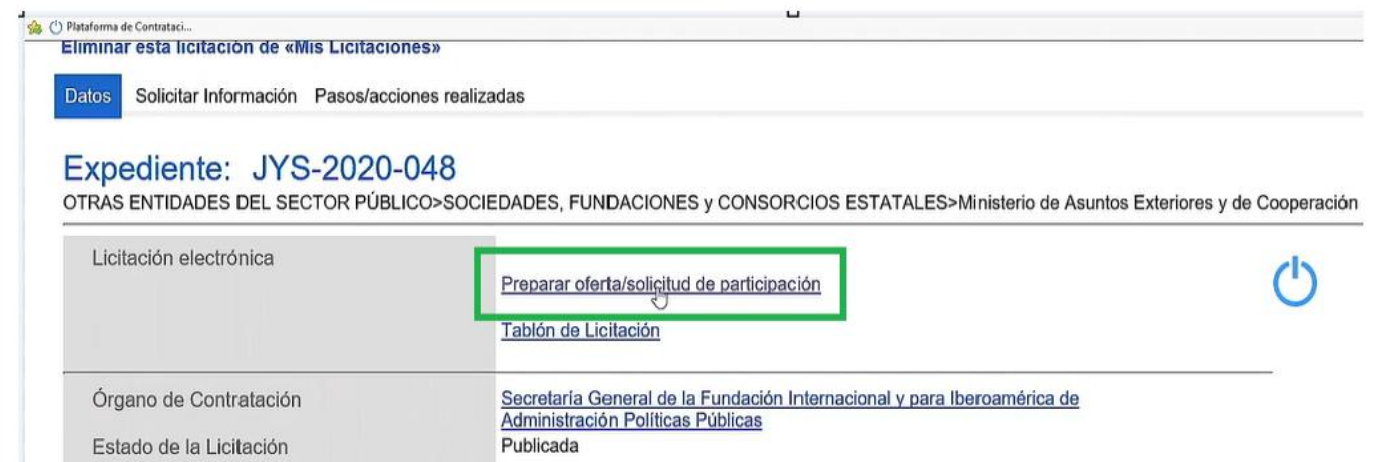 Plataforma de Contrataci...
Eliminar esta licitación de «Mis Licitaciones»
Datos Solicitar Información Pasos/acciones realizadas
Expediente: JYS-2020-048
OTRAS ENTIDADES DEL SECTOR PÚBLICO>SOCIEDADES, FUNDACIONES y CONSORCIOS ESTATALES>Ministerio de Asuntos Exteriores y de Cooperación
Licitación electrónica
Preparar oferta/solicitud de participación
Tablón de Licitación
Órgano de Contratación
Secretaría General de la Fundación Internacional y para Iberoamérica de
Administración Políticas Públicas
Estado de la Licitación
Publicada